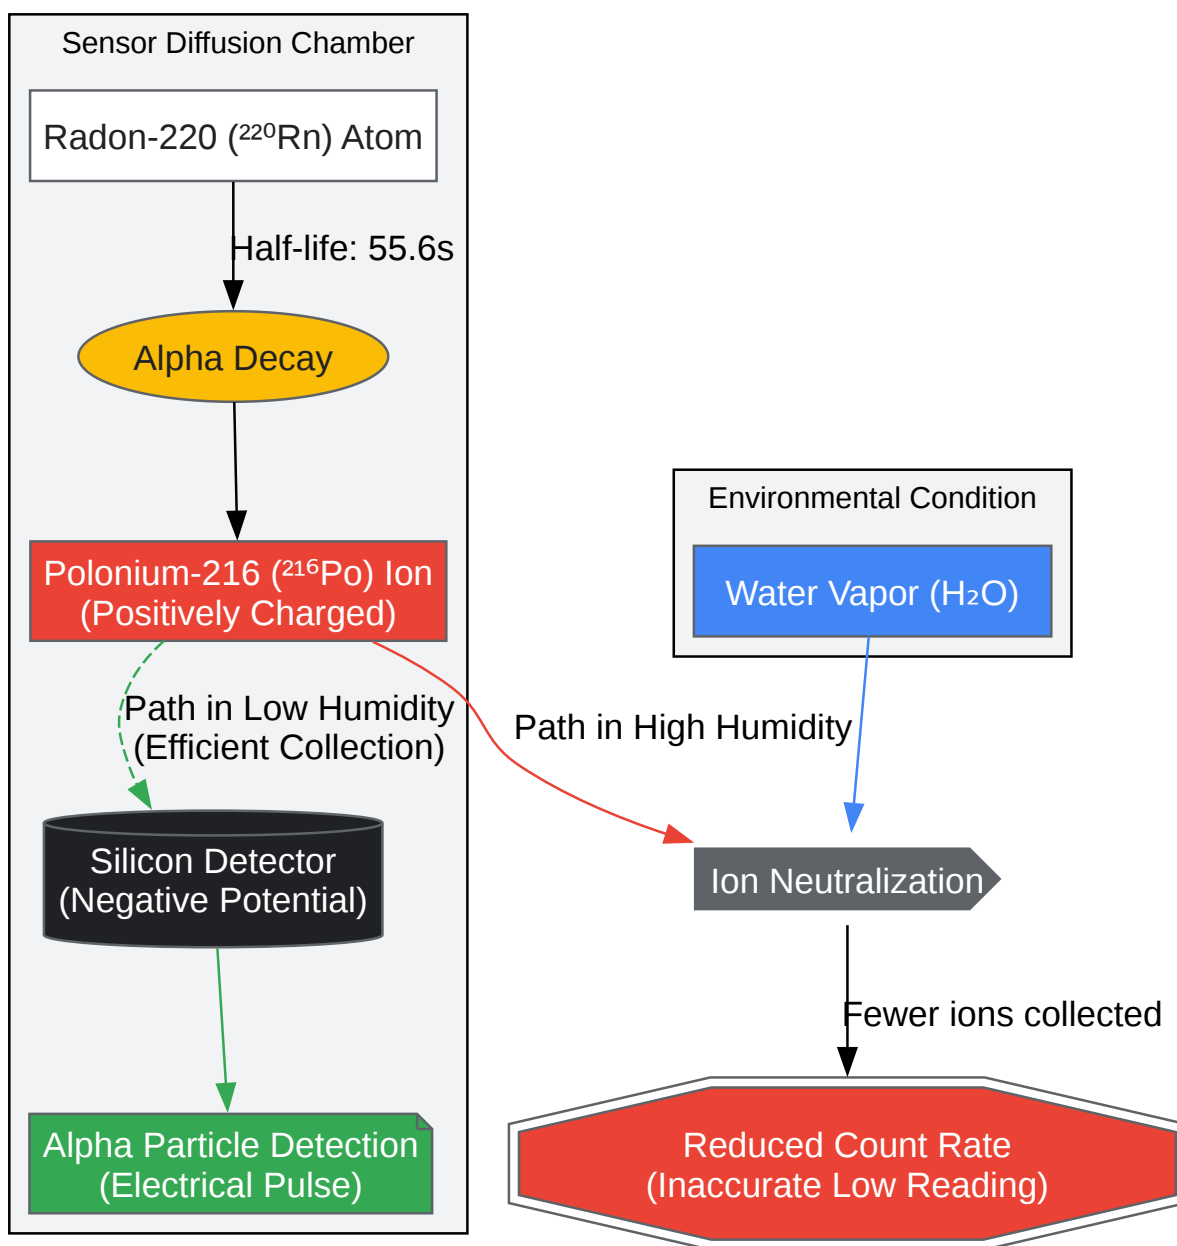 Sensor Diffusion Chamber
Radon-220 (²²⁰Rn) Atom
Half-life: 55.6s
Alpha Decay
Polonium-216 (²¹⁶Po) Ion
(Positively Charged)
Environmental Condition
Water Vapor (H₂O)
Path in Low Humidity
(Efficient Collection)
Path in High Humidity
Silicon Detector
(Negative Potential)
Ion Neutralization
Fewer ions collected
Alpha Particle Detection
(Electrical Pulse)
Reduced Count Rate
(Inaccurate Low Reading)